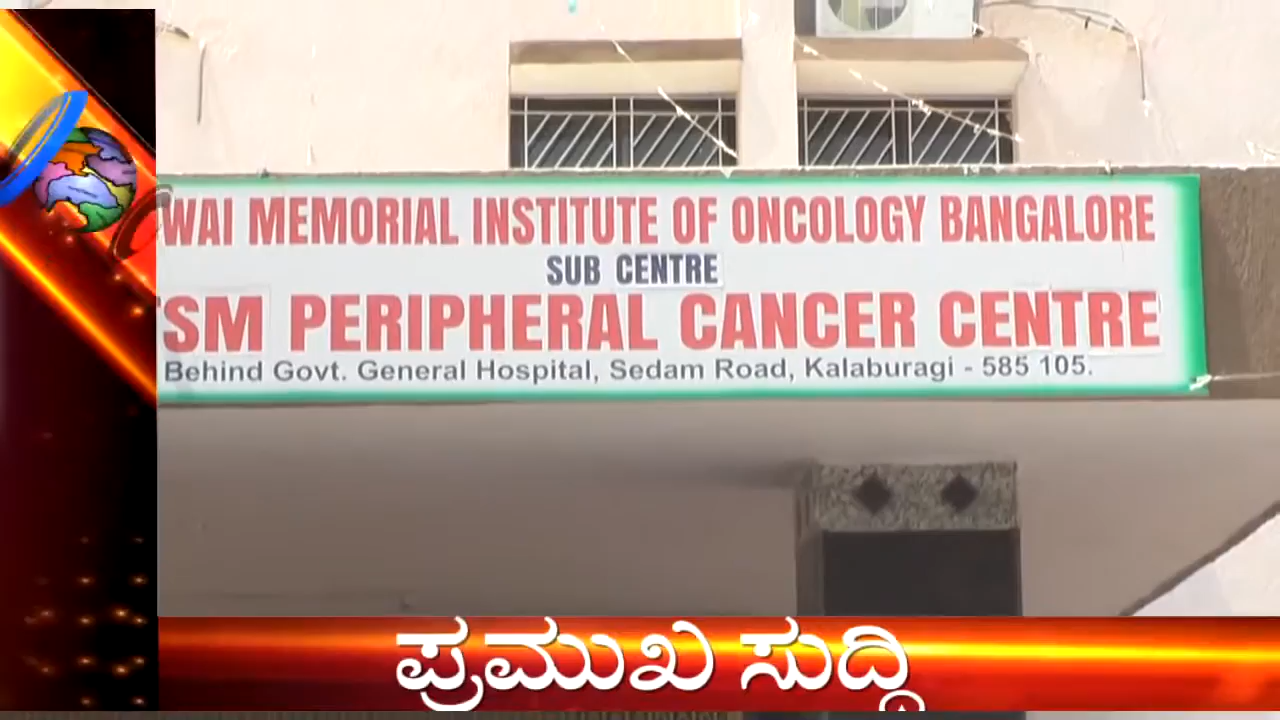 WAI MEMORIAL INSTITUTE OF ONCOLOGY BANGALORE
SUB CENTRE
SM PERIPHERAL CANCER CENTRE
Behind Govt. General Hospital, Sedam Road, Kalaburagi - 585 105.
ಪ್ರಮುಖ ಸುದ್ದಿ